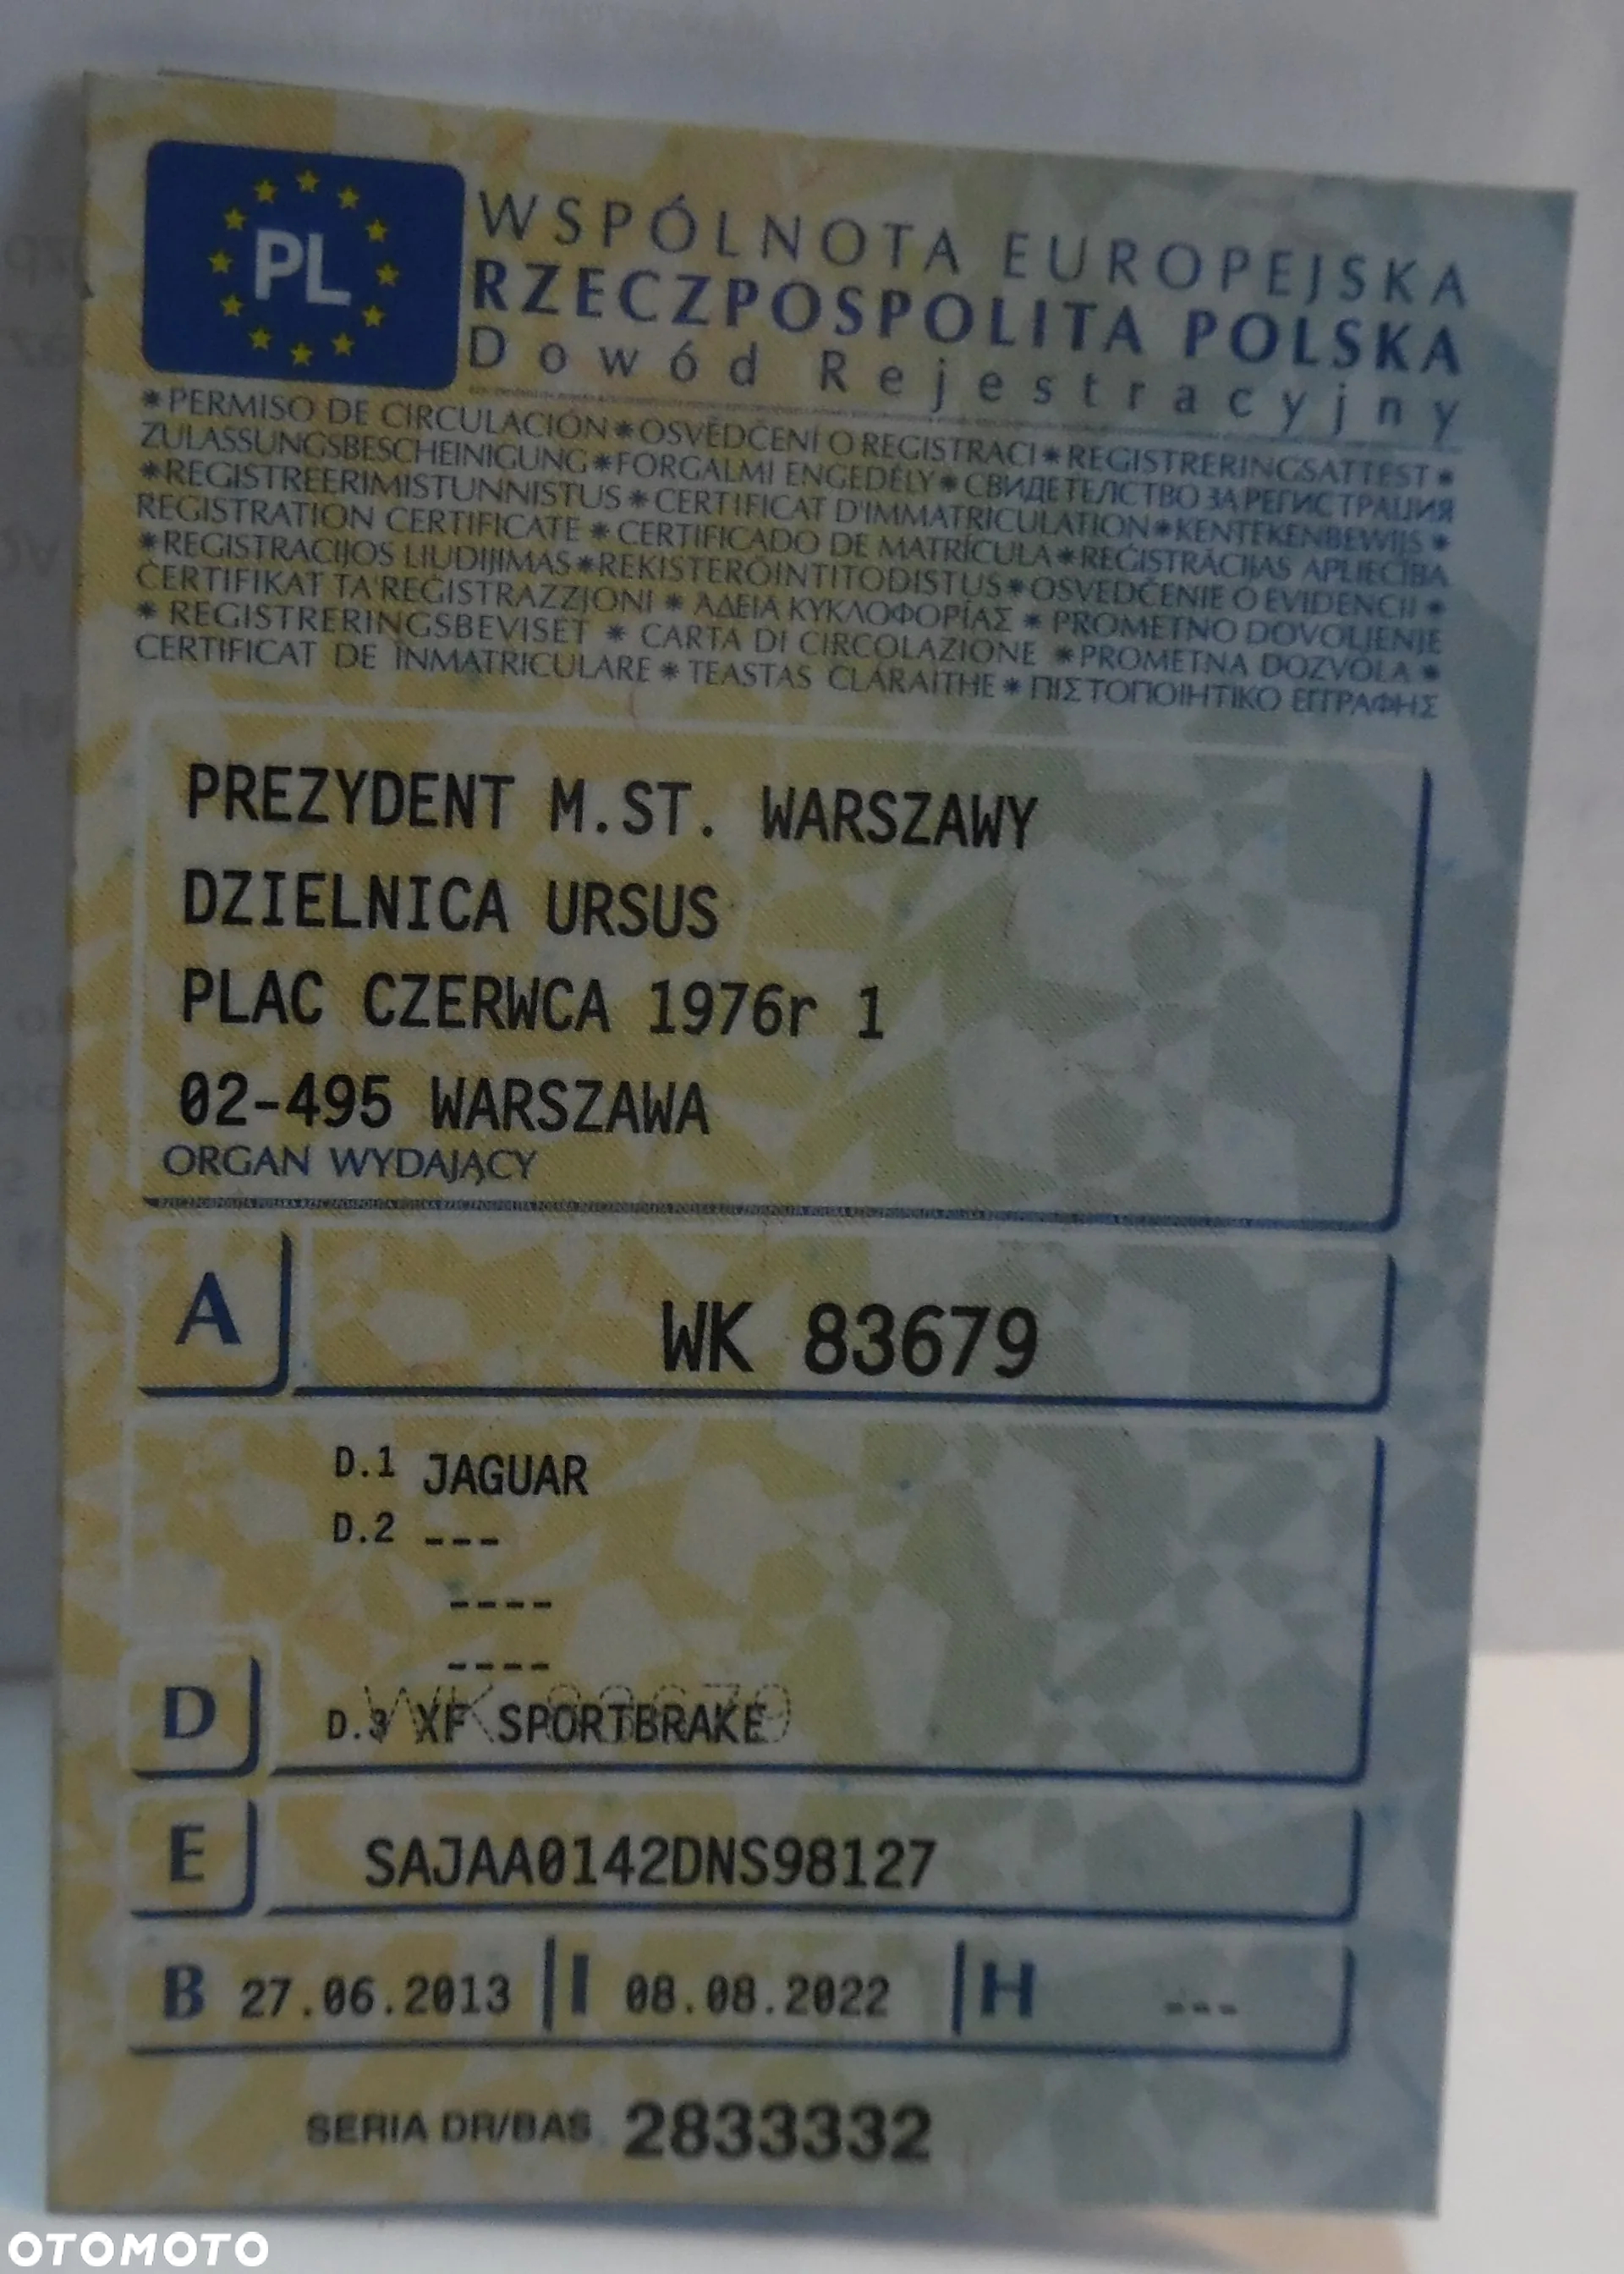 PL
WSPÓLNOTA EUROPEJSKA
RZECZPOSPOLITA POLSKA
Dowód Rejestracyjny
*PERMISO DE CIRCULACIÓN*OSVĚDČENÍ O REGISTRACI*REGISTRERINGSATTEST*
ZULASSUNGSBESCHEINIGUNG*FORGALMI ENGEDÉLY*СВИДЕТЕЛСТВО ЗА РЕГИСТРАЦИЯ
*REGISTREERIMISTUNNISTUS*CERTIFICAT D'IMMATRICULATION*KENTEKENBEWIJS*
REGISTRATION CERTIFICATE*CERTIFICADO DE MATRÍCULA*REĢISTRĀCIJAS APLIECĪBA
*REGISTRACIJOS LIUDIJIMAS*REKISTERÖINTITODISTUS*OSVEDČENIE O EVIDENCII*
ĊERTIFIKAT TA'REĠISTRAZZJONI*ΑΔΕΙΑ ΚΥΚΛΟΦΟΡΊΑΣ*PROMETNO DOVOLJENJE
*REGISTRERINGSBEVISET*CARTA DI CIRCOLAZIONE*PROMETNA DOZVOLA*
CERTIFICAT DE ÎNMATRICULARE*TEASTAS CLÁRAITHE*ΠΙΣΤΟΠΟΙΗΤΙΚΟ ΕΓΓΡΑΦΗΣ
PREZYDENT M.ST. WARSZAWY
DZIELNICA URSUS
PLAC CZERWCA 1976r 1
02-495 WARSZAWA
ORGAN WYDAJĄCY
A WK 83679
D.1 JAGUAR
D.2 ---
----
----
D D.3 XF SPORTBRAKE
WK 83679
E SAJAA0142DNS98127
B 27.06.2013 I 08.08.2022 H ---
SERIA DR/BAS 2833332
OTOMOTO